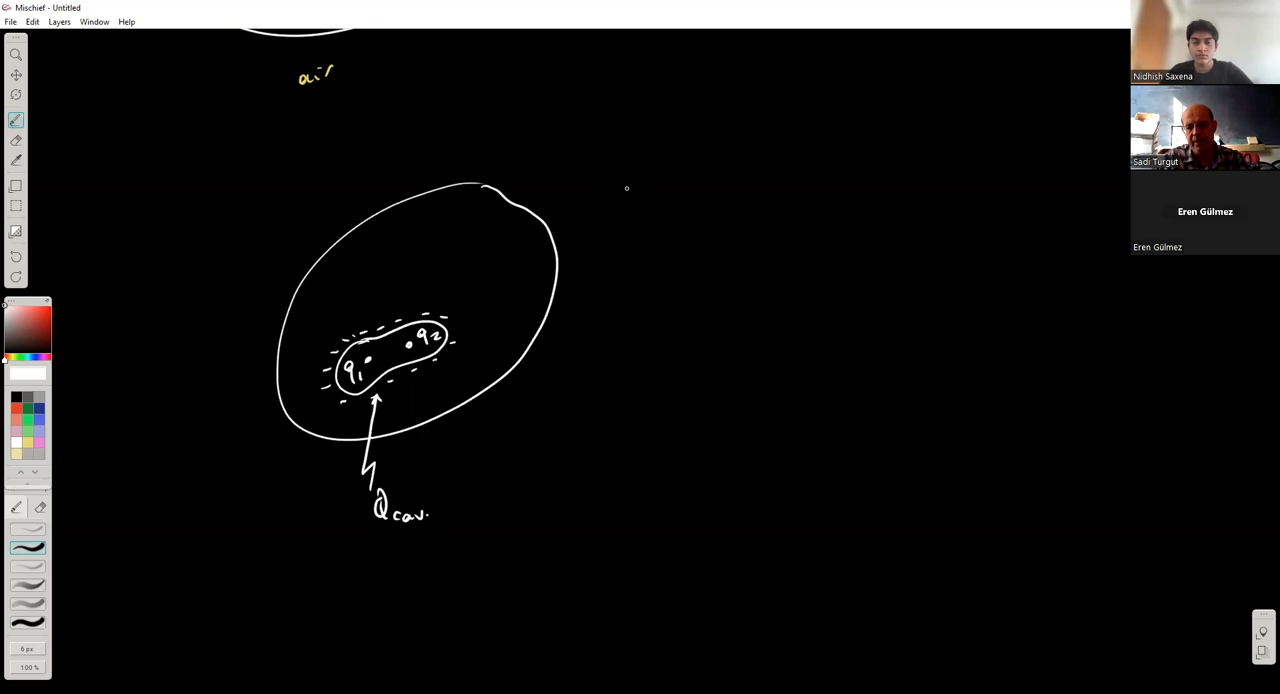 Mischief - Untitled
File Edit Layers Window Help
air
q₁ q₂
Qcav.
Nidhish Saxena
Sadi Turgut
Eren Gülmez
Eren Gülmez
6 px
100 %